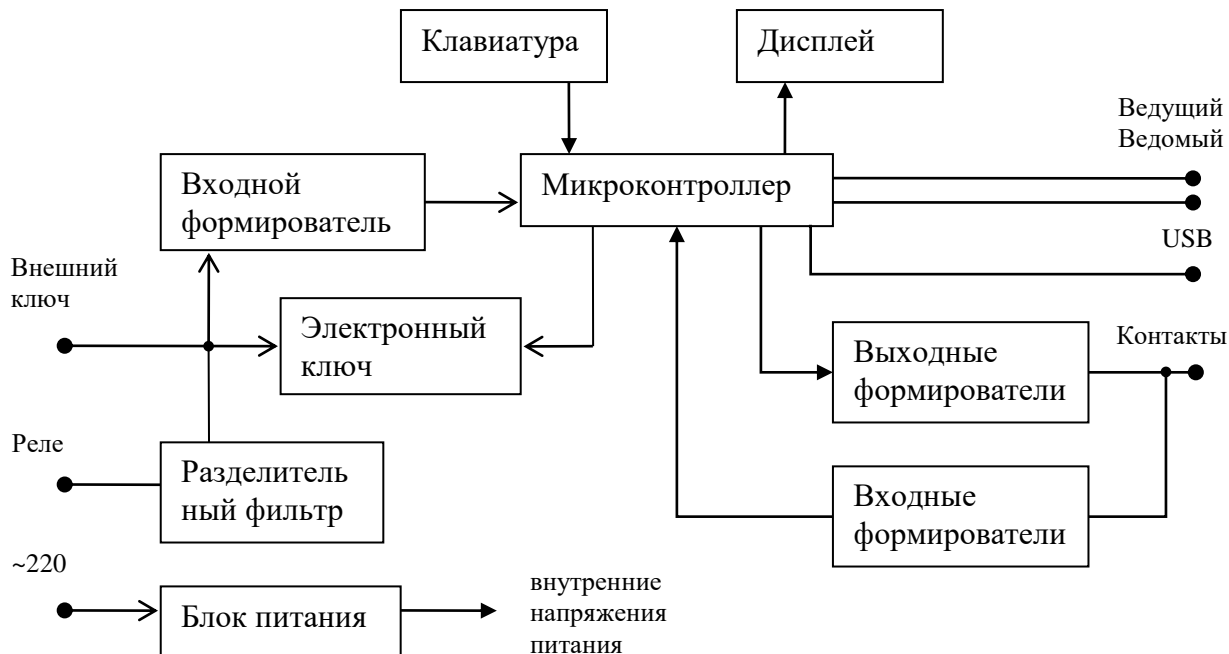 Клавиатура
Дисплей
Ведущий
Ведомый
Входной
формирователь
Микроконтроллер
USB
Внешний
ключ
Электронный
ключ
Выходные
формирователи
Контакты
Реле
Разделитель
ный фильтр
Входные
формирователи
~220
Блок питания
внутренние
напряжения
питания